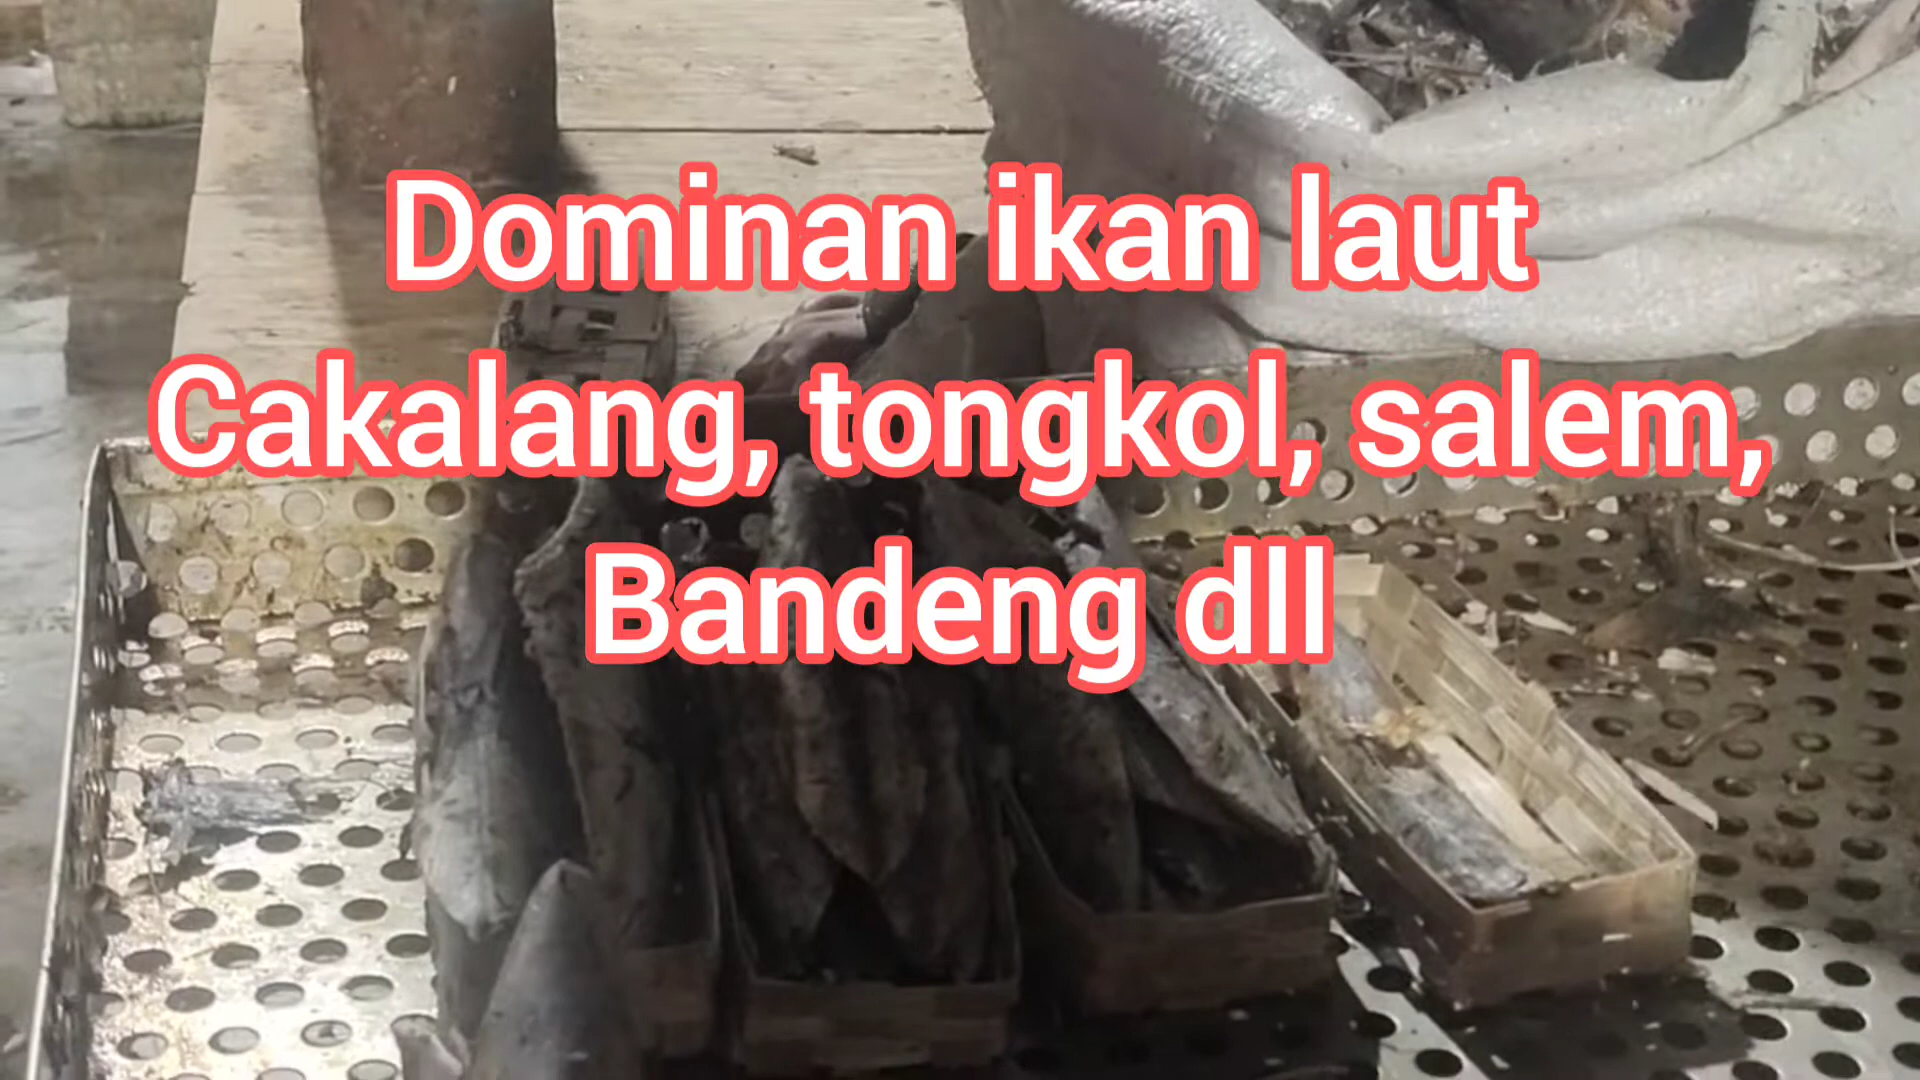 Dominan ikan laut
Cakalang, tongkol, salem,
Bandeng dll